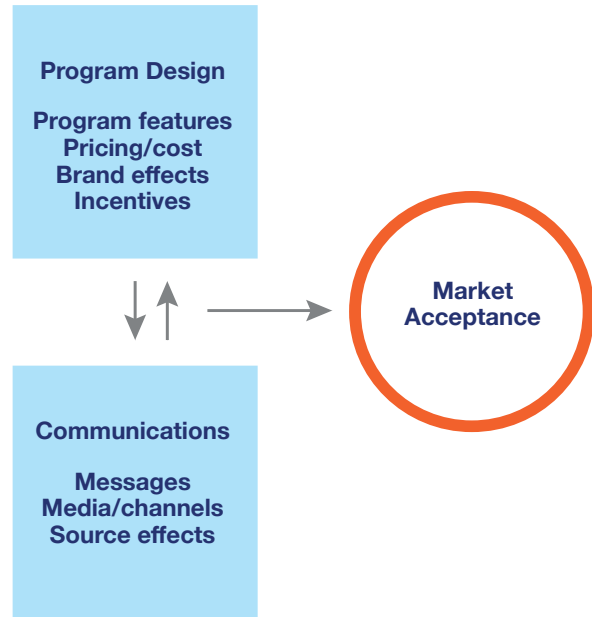 Program Design
Program features
Pricing/cost
Brand effects
Incentives
Market
Acceptance
Communications
Messages
Media/channels
Source effects